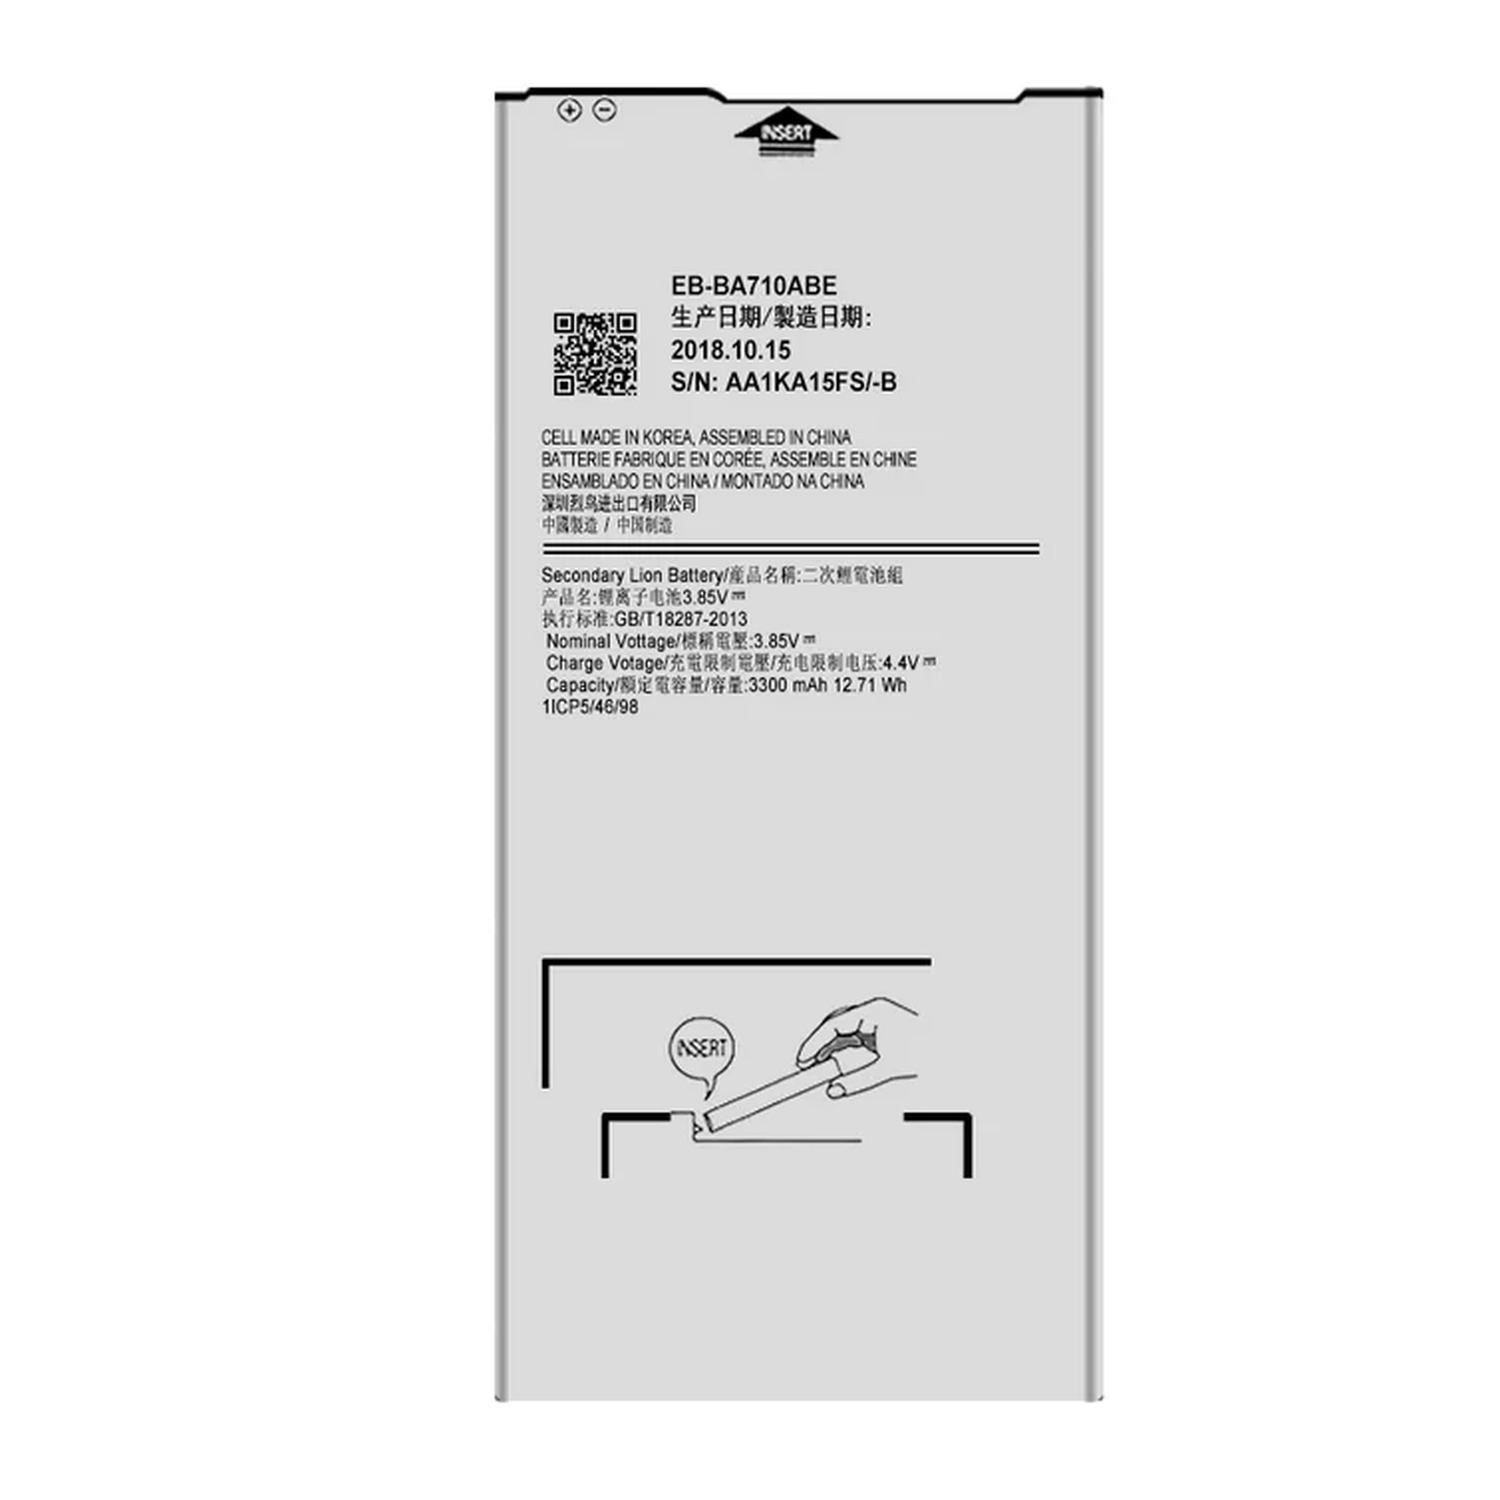 INSERT
EB-BA710ABE
生产日期/製造日期:
2018.10.15
S/N: AA1KA15FS/-B
CELL MADE IN KOREA, ASSEMBLED IN CHINA
BATTERIE FABRIQUE EN CORÉE, ASSEMBLE EN CHINE
ENSAMBLADO EN CHINA / MONTADO NA CHINA
深圳烈鸟进出口有限公司
中國製造 / 中国制造
Secondary Lion Battery/産品名稱:二次鋰電池組
产品名:锂离子电池3.85V⎓
执行标准:GB/T18287-2013
Nominal Vottage/標稱電壓:3.85V⎓
Charge Votage/充電限制電壓/充电限制电压:4.4V⎓
Capacity/額定電容量/容量:3300 mAh 12.71 Wh
1ICP5/46/98
INSERT